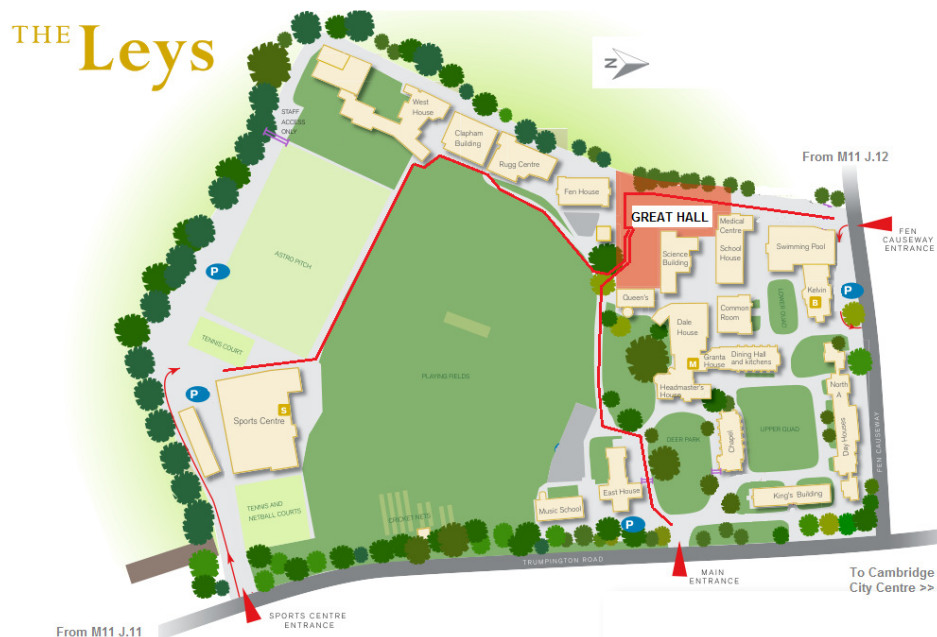 THE Leys
N
STAFF
ACCESS
ONLY
West
House
Clapham
Building
Rugg Centre
From M11 J.12
Fen House
GREAT HALL
Medical
Centre
FEN
CAUSEWAY
ENTRANCE
Swimming Pool
School
House
Science
Building
ASTRO PITCH
P
Queen's
Kelvin
P
B
LOWER QUAD
Common
Room
Dale
House
TENNIS COURT
Granta
House
Dining Hall
and kitchens
M
PLAYING FIELDS
P
Headmaster's
House
North
A
S
Sports Centre
Day Houses
FEN CAUSEWAY
UPPER QUAD
DEER PARK
Chapel
East House
King's Building
TENNIS AND
NETBALL COURTS
Music School
CRICKET NETS
P
TRUMPINGTON ROAD
MAIN
ENTRANCE
To Cambridge
City Centre >>
SPORTS CENTRE
ENTRANCE
From M11 J.11